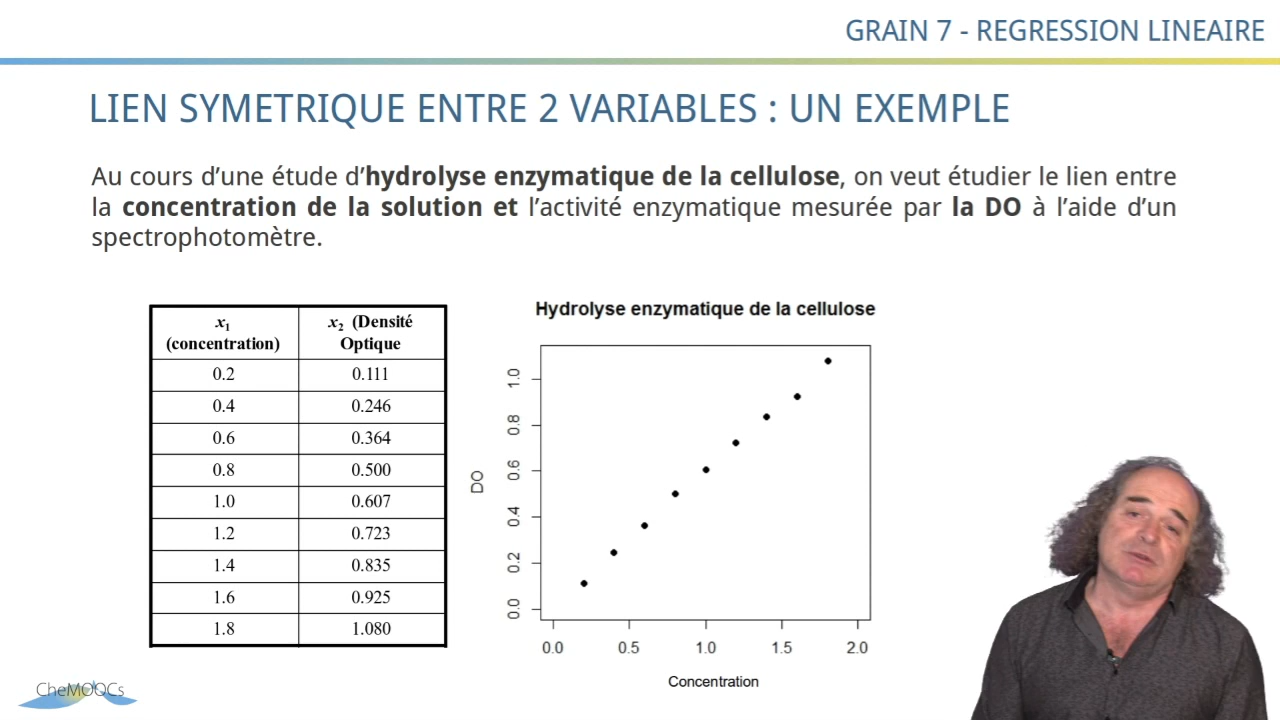 GRAIN 7 - REGRESSION LINEAIRE
LIEN SYMETRIQUE ENTRE 2 VARIABLES : UN EXEMPLE
Au cours d’une étude d’hydrolyse enzymatique de la cellulose, on veut étudier le lien entre
la concentration de la solution et l’activité enzymatique mesurée par la DO à l’aide d’un
spectrophotomètre.
x1 (concentration) x2 (Densité Optique
0.2 0.111
0.4 0.246
0.6 0.364
0.8 0.500
1.0 0.607
1.2 0.723
1.4 0.835
1.6 0.925
1.8 1.080
Hydrolyse enzymatique de la cellulose
DO
1.0
0.8
0.6
0.4
0.2
0.0
0.0 0.5 1.0 1.5 2.0
Concentration
CheMOOCs